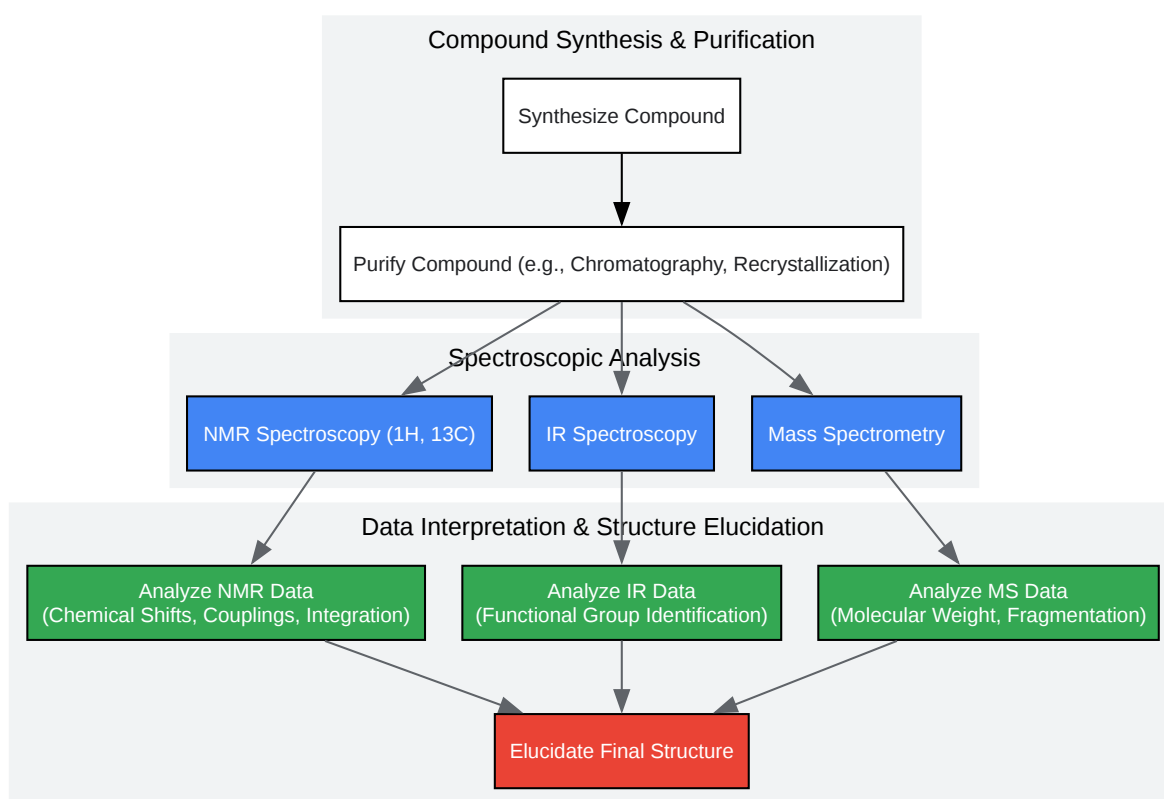 Compound Synthesis & Purification
Synthesize Compound
Purify Compound (e.g., Chromatography, Recrystallization)
Spectroscopic Analysis
NMR Spectroscopy (1H, 13C)
IR Spectroscopy
Mass Spectrometry
Data Interpretation & Structure Elucidation
Analyze NMR Data
(Chemical Shifts, Couplings, Integration)
Analyze IR Data
(Functional Group Identification)
Analyze MS Data
(Molecular Weight, Fragmentation)
Elucidate Final Structure